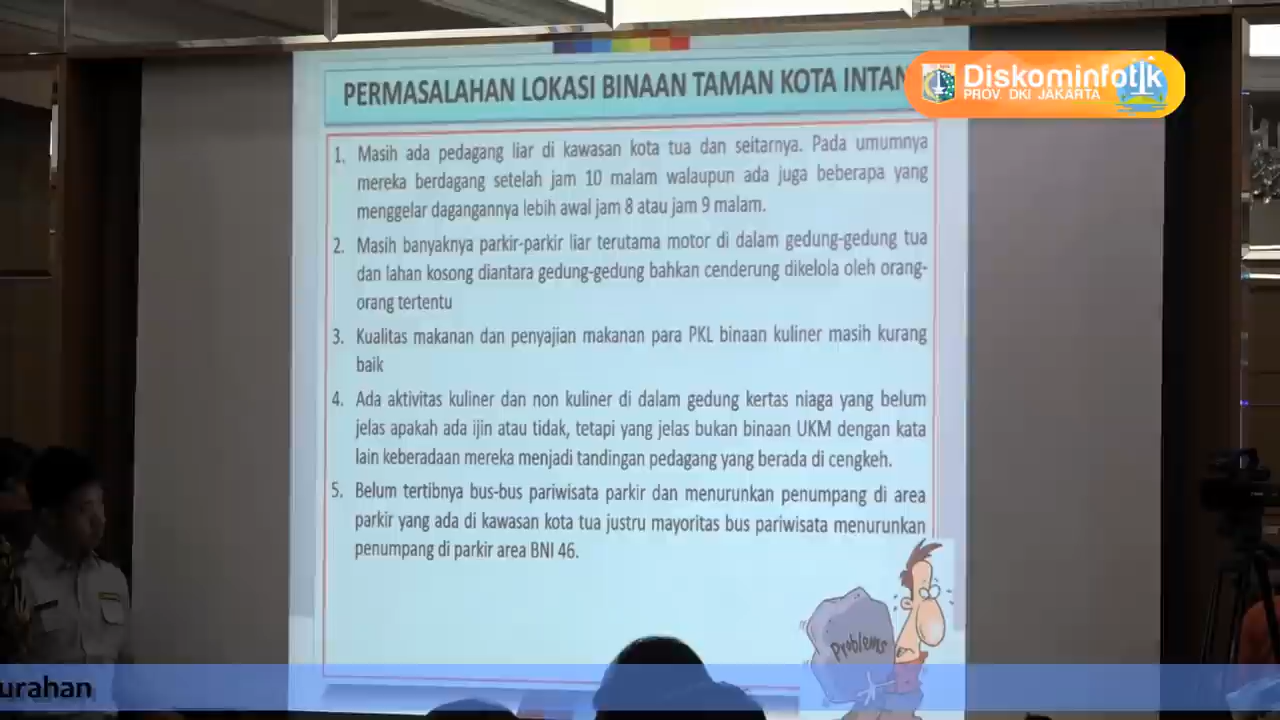 PERMASALAHAN LOKASI BINAAN TAMAN KOTA INTAN
Diskominfotik
PROV. DKI JAKARTA
1. Masih ada pedagang liar di kawasan kota tua dan seitarnya. Pada umumnya
mereka berdagang setelah jam 10 malam walaupun ada juga beberapa yang
menggelar dagangannya lebih awal jam 8 atau jam 9 malam.
2. Masih banyaknya parkir-parkir liar terutama motor di dalam gedung-gedung tua
dan lahan kosong diantara gedung-gedung bahkan cenderung dikelola oleh orang-
orang tertentu
3. Kualitas makanan dan penyajian makanan para PKL binaan kuliner masih kurang
baik
4. Ada aktivitas kuliner dan non kuliner di dalam gedung kertas niaga yang belum
jelas apakah ada ijin atau tidak, tetapi yang jelas bukan binaan UKM dengan kata
lain keberadaan mereka menjadi tandingan pedagang yang berada di cengkeh.
5. Belum tertibnya bus-bus pariwisata parkir dan menurunkan penumpang di area
parkir yang ada di kawasan kota tua justru mayoritas bus pariwisata menurunkan
penumpang di parkir area BNI 46.
Problems
urahan